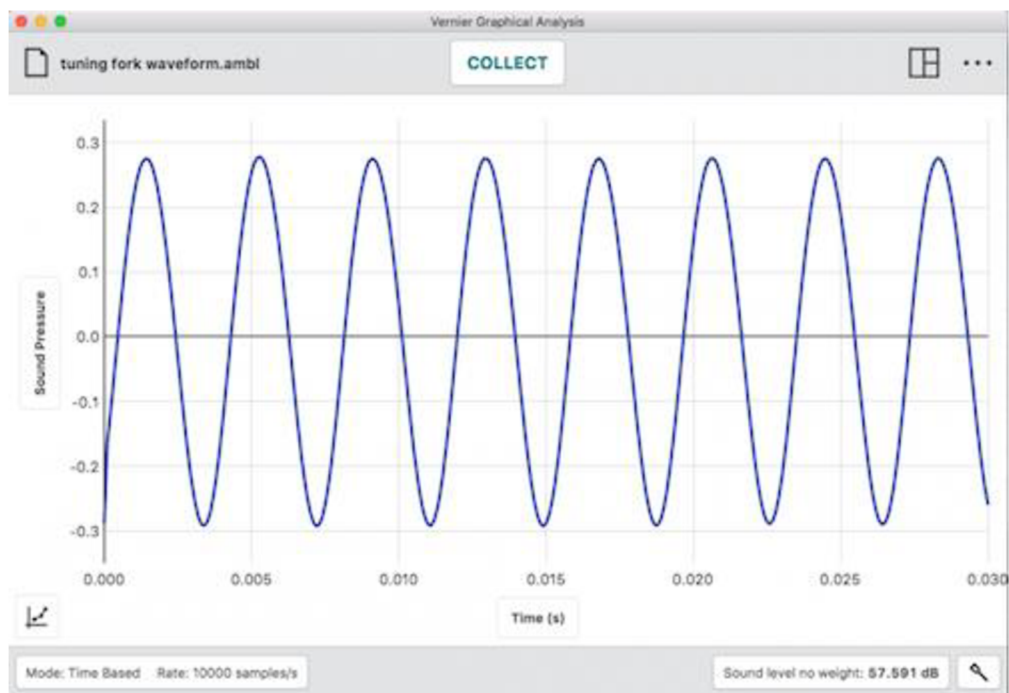 Vernier Graphical Analysis
tuning fork waveform.ambl
COLLECT
0.3
0.2
0.1
0.0
-0.1
-0.2
-0.3
Sound Pressure
0.000 0.005 0.010 0.015 0.020 0.025 0.030
Time (s)
Mode: Time Based Rate: 10000 samples/s
Sound level no weight: 57.591 dB